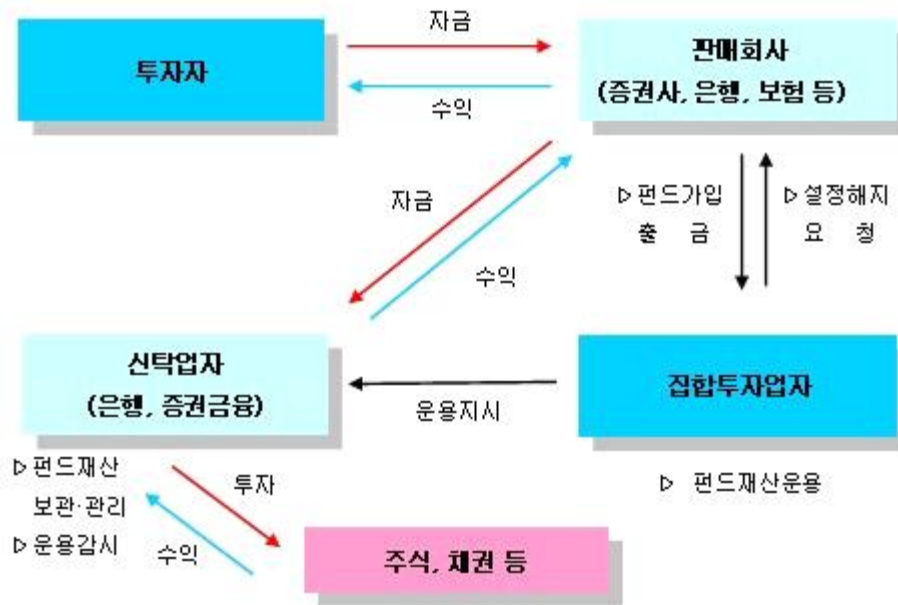 자금
투자자
판매회사
(증권사, 은행, 보험 등)
수익
자금
▷펀드가입
출 금
▷설정해지
요 청
수익
신탁업자
(은행, 증권금융)
집합투자업자
운용지시
▷펀드재산
보관·관리
▷운용감시
투자
수익
▷ 펀드재산운용
주식, 채권 등